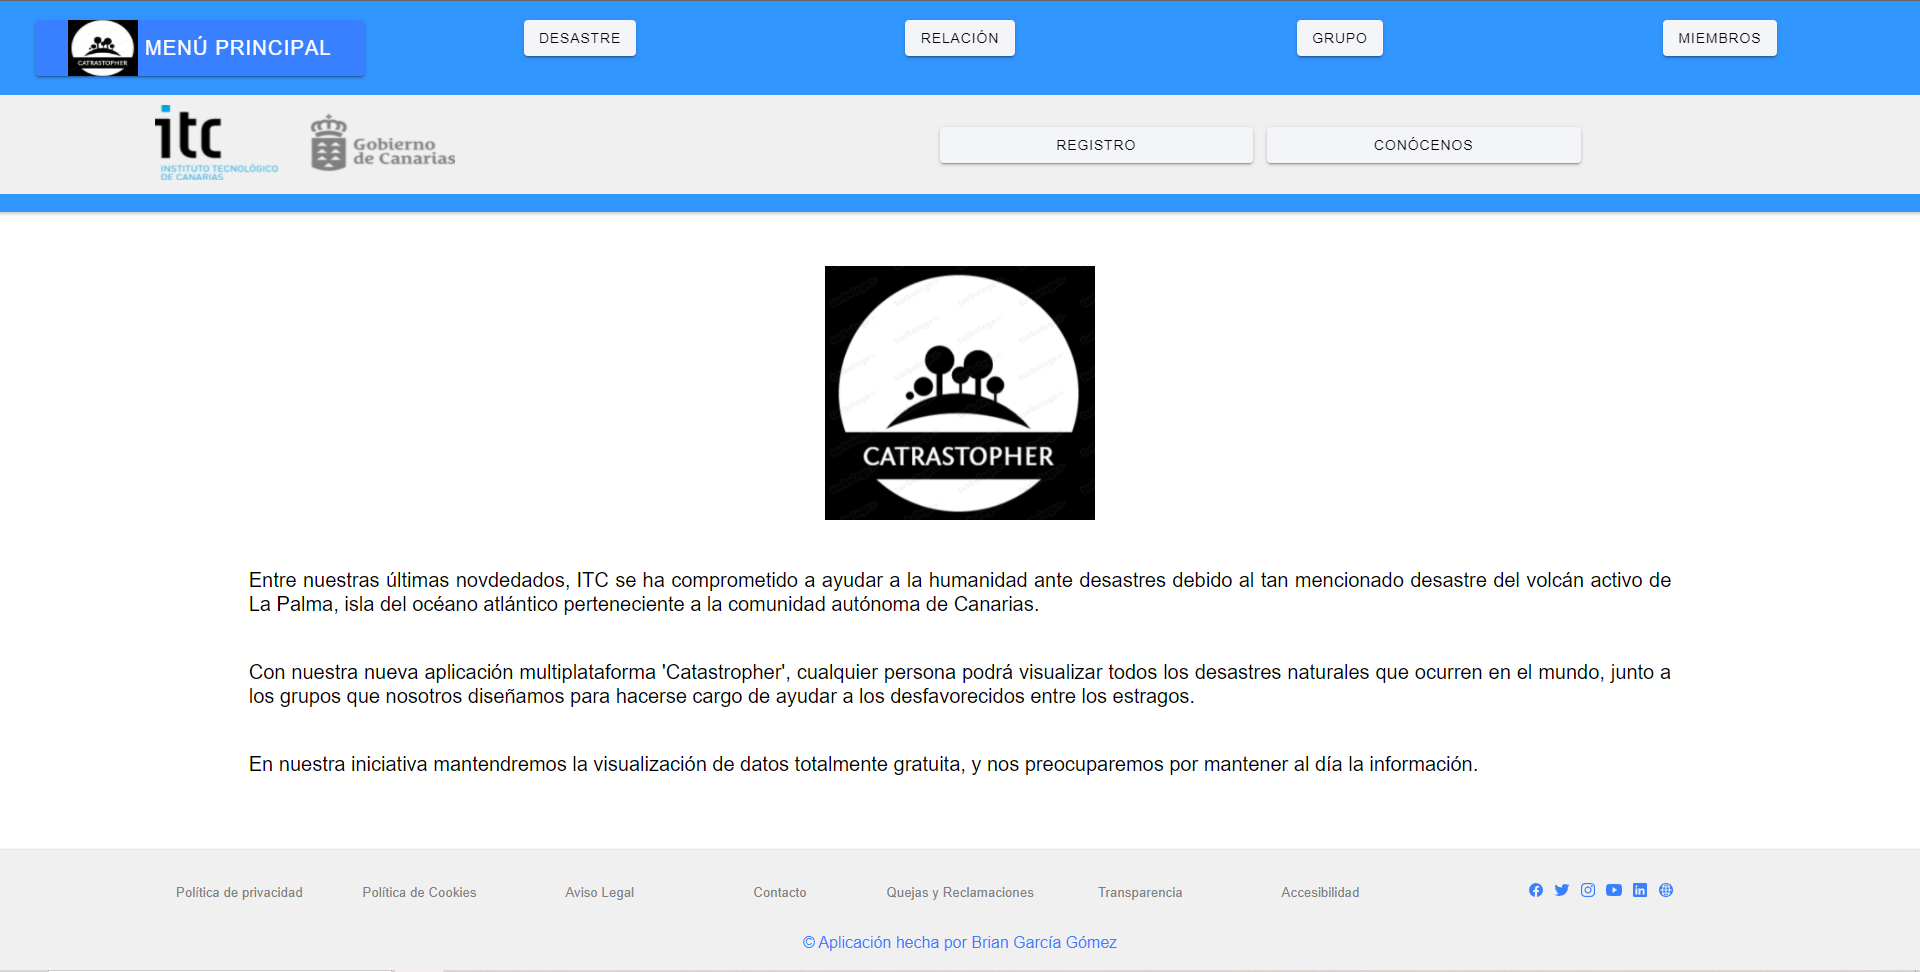 CATRASTOPHER
MENÚ PRINCIPAL
DESASTRE
RELACIÓN
GRUPO
MIEMBROS
itc
INSTITUTO TECNOLÓGICO
DE CANARIAS
Gobierno
de Canarias
REGISTRO
CONÓCENOS
CATRASTOPHER
Entre nuestras últimas novdedados, ITC se ha comprometido a ayudar a la humanidad ante desastres debido al tan mencionado desastre del volcán activo de
La Palma, isla del océano atlántico perteneciente a la comunidad autónoma de Canarias.
Con nuestra nueva aplicación multiplataforma 'Catastropher', cualquier persona podrá visualizar todos los desastres naturales que ocurren en el mundo, junto a
los grupos que nosotros diseñamos para hacerse cargo de ayudar a los desfavorecidos entre los estragos.
En nuestra iniciativa mantendremos la visualización de datos totalmente gratuita, y nos preocuparemos por mantener al día la información.
Política de privacidad
Política de Cookies
Aviso Legal
Contacto
Quejas y Reclamaciones
Transparencia
Accesibilidad
© Aplicación hecha por Brian García Gómez